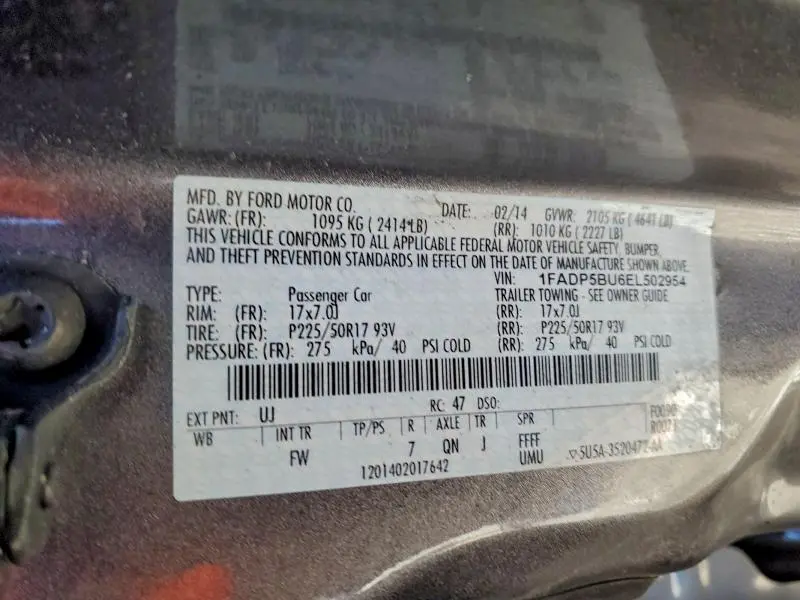 MFD. BY FORD MOTOR CO. DATE: 02/14 GVWR: 2105 KG ( 4641 LB)
GAWR: (FR): 1095 KG ( 2414 LB) (RR): 1010 KG ( 2227 LB)
THIS VEHICLE CONFORMS TO ALL APPLICABLE FEDERAL MOTOR VEHICLE SAFETY, BUMPER,
AND THEFT PREVENTION STANDARDS IN EFFECT ON THE DATE OF MANUFACTURE SHOWN ABOVE.
VIN: 1FADP5BU6EL502954
TYPE: Passenger Car TRAILER TOWING - SEE OWNER GUIDE
RIM: (FR): 17x7.0J (RR): 17x7.0J
TIRE: (FR): P225/50R17 93V (RR): P225/50R17 93V
PRESSURE: (FR): 275 kPa/ 40 PSI COLD (RR): 275 kPa/ 40 PSI COLD
EXT PNT: UJ RC: 47 DSO:
WB INT TR TP/PS R AXLE TR SPR
FW 7 QN J FFFF
1201402017642 UMU